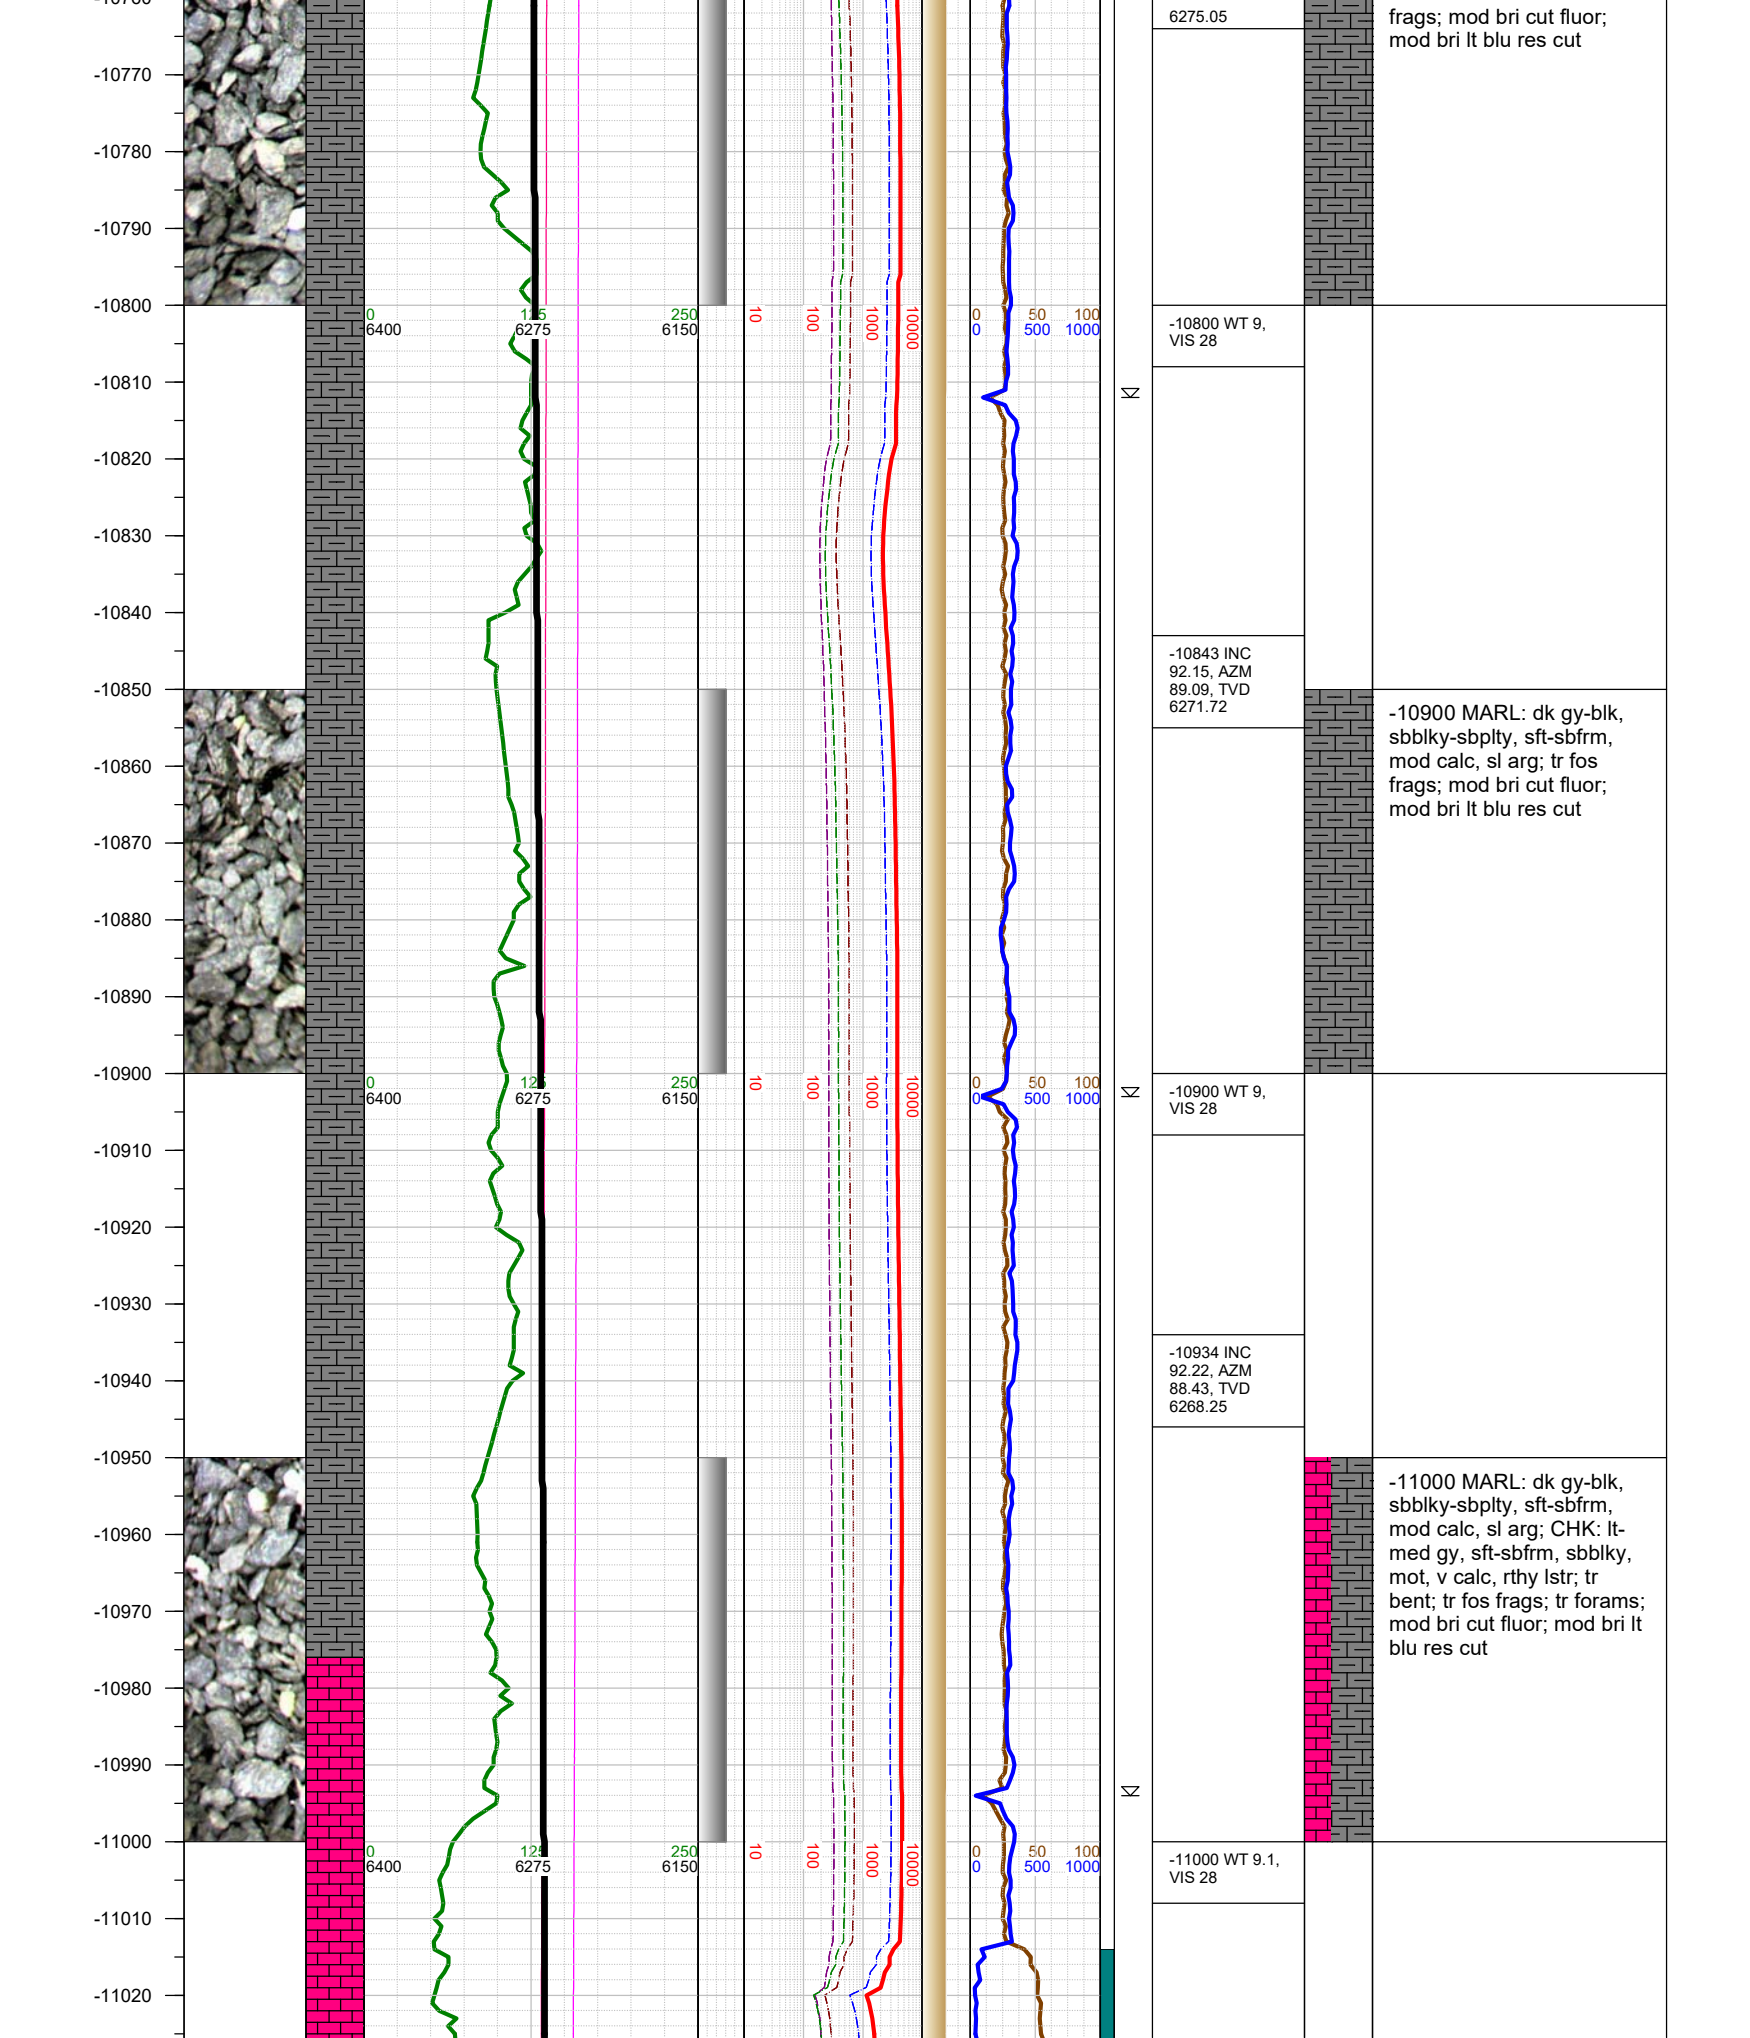 6275.05
frags; mod bri cut fluor;
mod bri lt blu res cut
-10770
-10780
-10790
-10800
0 125 250
6400 6275 6150
10 100 1000 10000
0 50 100
0 500 1000
-10800 WT 9,
VIS 28
-10810
-10820
-10830
-10840
-10843 INC
92.15, AZM
89.09, TVD
6271.72
-10850
-10900 MARL: dk gy-blk,
sbblky-sbplty, sft-sbfrm,
mod calc, sl arg; tr fos
frags; mod bri cut fluor;
mod bri lt blu res cut
-10860
-10870
-10880
-10890
-10900
0 125 250
6400 6275 6150
10 100 1000 10000
0 50 100
0 500 1000
-10900 WT 9,
VIS 28
-10910
-10920
-10930
-10934 INC
92.22, AZM
88.43, TVD
6268.25
-10940
-10950
-11000 MARL: dk gy-blk,
sbblky-sbplty, sft-sbfrm,
mod calc, sl arg; CHK: lt-
med gy, sft-sbfrm, sbblky,
mot, v calc, rthy lstr; tr
bent; tr fos frags; tr forams;
mod bri cut fluor; mod bri lt
blu res cut
-10960
-10970
-10980
-10990
-11000
0 125 250
6400 6275 6150
10 100 1000 10000
0 50 100
0 500 1000
-11000 WT 9.1,
VIS 28
-11010
-11020